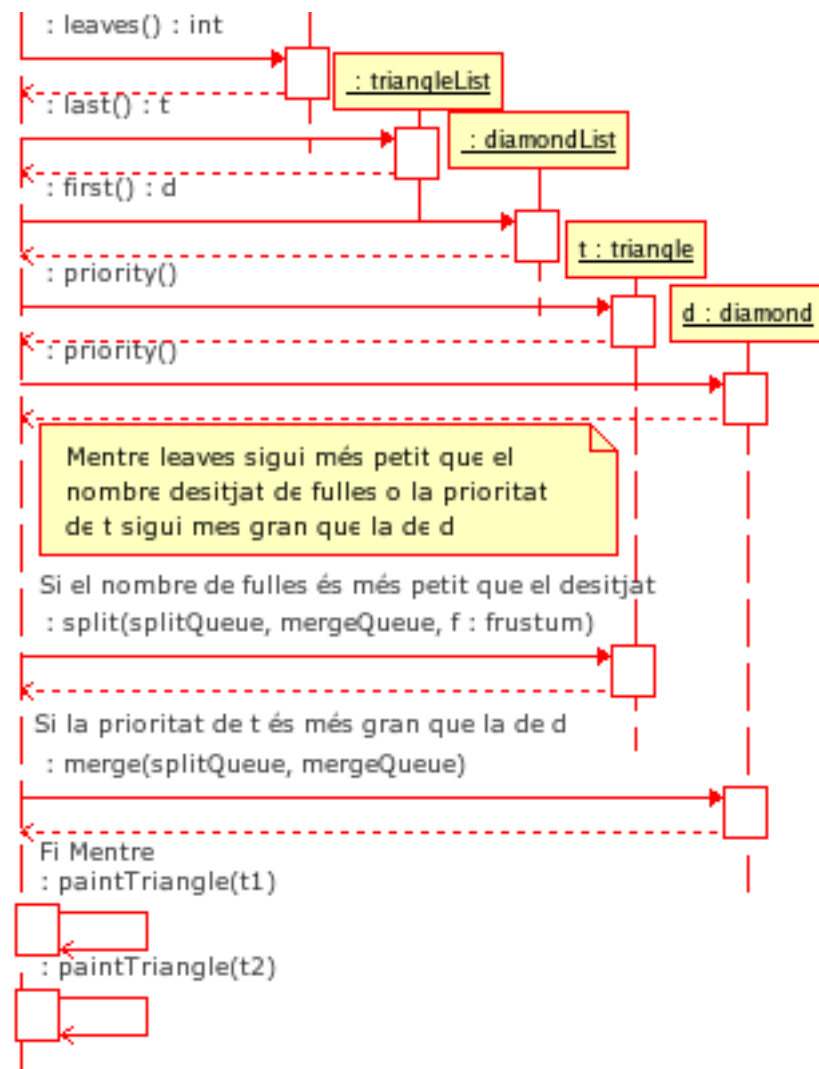 : leaves() : int
: triangleList
: last() : t
: diamondList
: first() : d
t : triangle
: priority()
d : diamond
: priority()
Mentre leaves sigui més petit que el
nombre desitjat de fulles o la prioritat
de t sigui mes gran que la de d
Si el nombre de fulles és més petit que el desitjat
: split(splitQueue, mergeQueue, f : frustum)
Si la prioritat de t és més gran que la de d
: merge(splitQueue, mergeQueue)
Fi Mentre
: paintTriangle(t1)
: paintTriangle(t2)